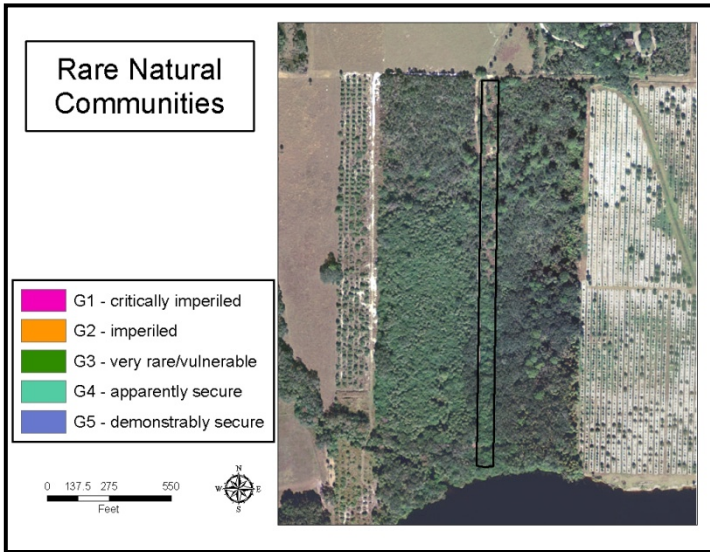 Rare Natural
Communities
G1 - critically imperiled
G2 - imperiled
G3 - very rare/vulnerable
G4 - apparently secure
G5 - demonstrably secure
0 137.5 275 550
Feet
N
W E
S